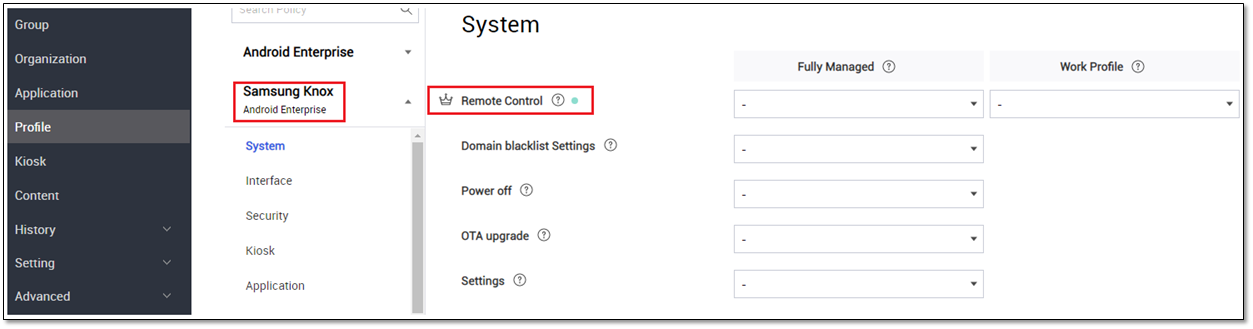 Group
Organization
Application
Profile
Kiosk
Content
History
Setting
Advanced
Search Policy
Android Enterprise
Samsung Knox
Android Enterprise
System
Interface
Security
Kiosk
Application
System
Fully Managed ?
Work Profile ?
Remote Control ?
-
-
Domain blacklist Settings ?
-
Power off ?
-
OTA upgrade ?
-
Settings ?
-